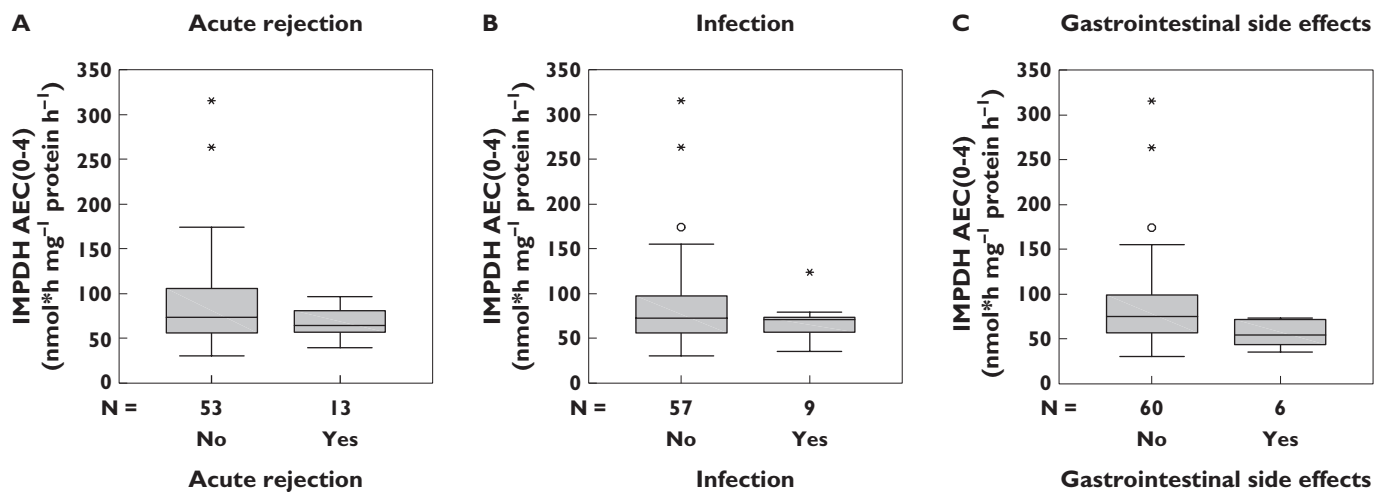 A Acute rejection
350
300
250
200
150
100
50
0
IMPDH AEC(0-4)
(nmol*h mg⁻¹ protein h⁻¹)
N = 53 13
No Yes
Acute rejection
B Infection
350
300
250
200
150
100
50
0
IMPDH AEC(0-4)
(nmol*h mg⁻¹ protein h⁻¹)
N = 57 9
No Yes
Infection
C Gastrointestinal side effects
350
300
250
200
150
100
50
0
IMPDH AEC(0-4)
(nmol*h mg⁻¹ protein h⁻¹)
N = 60 6
No Yes
Gastrointestinal side effects